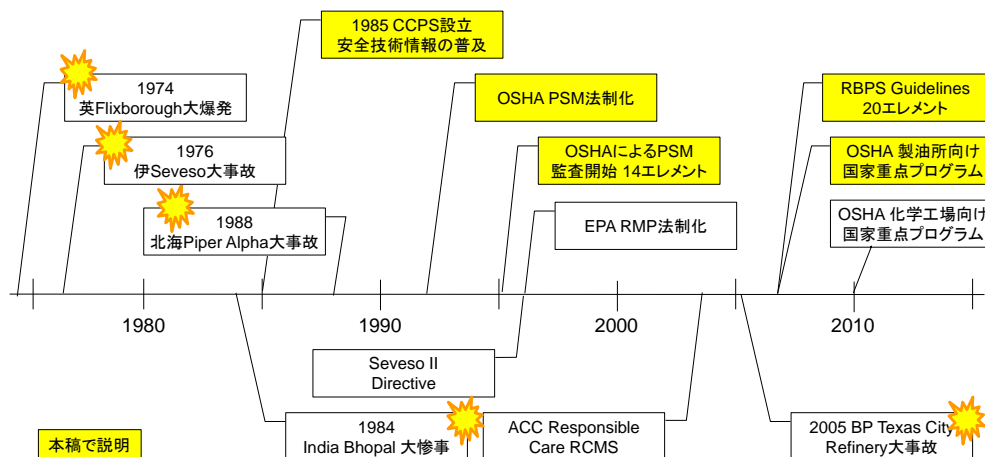 1985 CCPS設立
安全技術情報の普及
1974
英Flixborough大爆発
OSHA PSM法制化
RBPS Guidelines
20エレメント
1976
伊Seveso大事故
OSHAによるPSM
監査開始 14エレメント
OSHA 製油所向け
国家重点プログラム
1988
北海Piper Alpha大事故
EPA RMP法制化
OSHA 化学工場向け
国家重点プログラム
1980
1990
2000
2010
Seveso II
Directive
本稿で説明
1984
India Bhopal 大惨事
ACC Responsible
Care RCMS
2005 BP Texas City
Refinery大事故